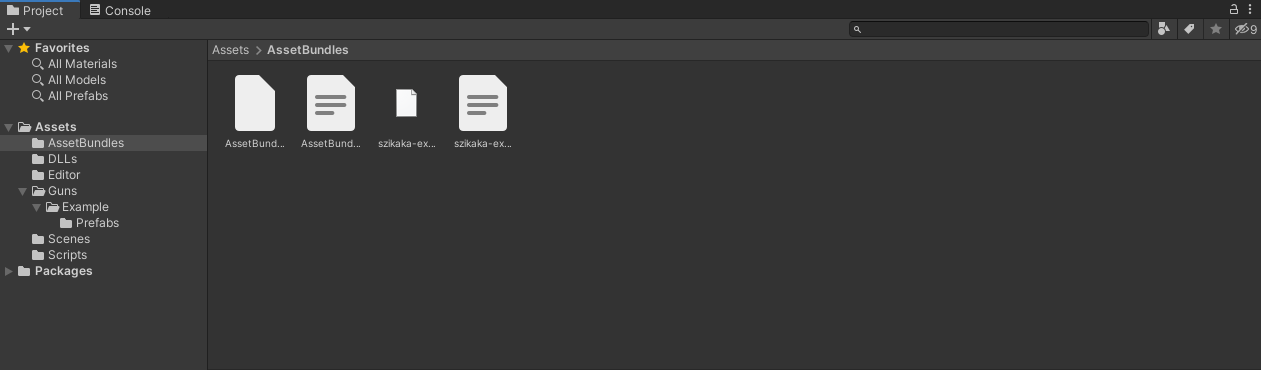 Project
Console
9
Favorites
All Materials
All Models
All Prefabs
Assets
AssetBundles
DLLs
Editor
Guns
Example
Prefabs
Scenes
Scripts
Packages
Assets > AssetBundles
AssetBund...
AssetBund...
szikaka-ex...
szikaka-ex...